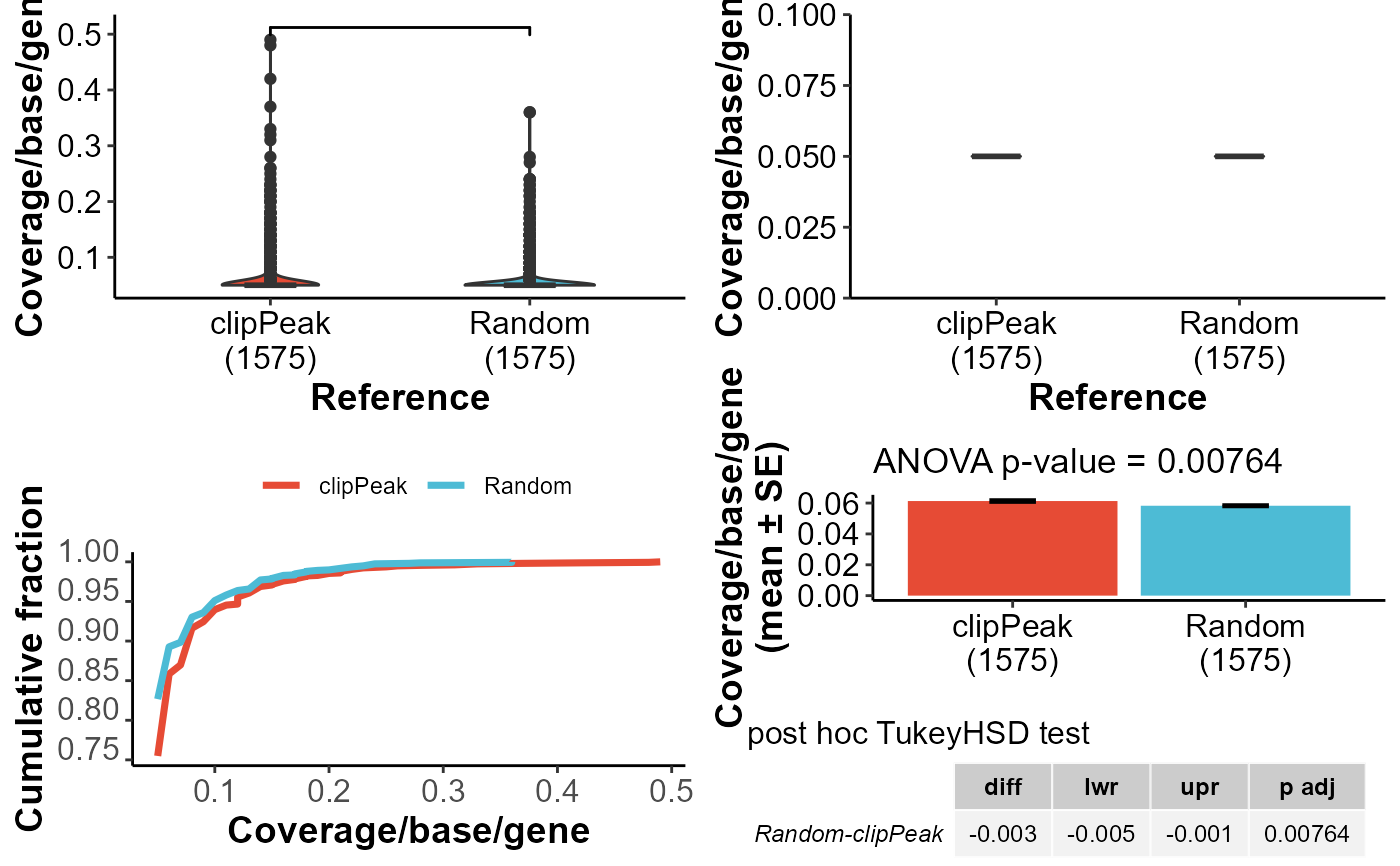 Coverage/base/gen
0.5
0.4
0.3
0.2
0.1
clipPeak
(1575)
Random
(1575)
Reference
Coverage/base/gen
0.100
0.075
0.050
0.025
0.000
clipPeak
(1575)
Random
(1575)
Reference
clipPeak
Random
Cumulative fraction
1.00
0.95
0.90
0.85
0.80
0.75
0.1
0.2
0.3
0.4
0.5
Coverage/base/gene
ANOVA p-value = 0.00764
Coverage/base/gene
(mean ± SE)
0.06
0.04
0.02
0.00
clipPeak
(1575)
Random
(1575)
post hoc TukeyHSD test
diff lwr upr p adj
Random-clipPeak -0.003 -0.005 -0.001 0.00764